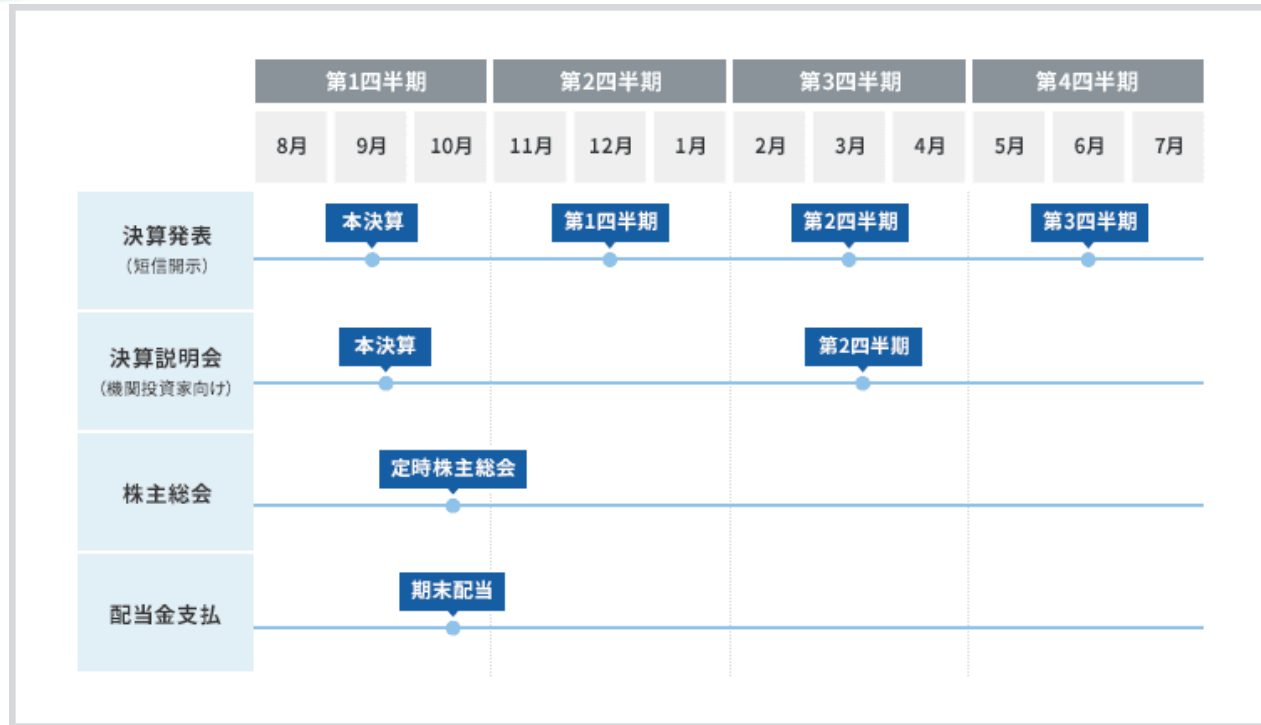 第1四半期 第2四半期 第3四半期 第4四半期
8月 9月 10月 11月 12月 1月 2月 3月 4月 5月 6月 7月
決算発表
（短信開示）
本決算 第1四半期 第2四半期 第3四半期
決算説明会
（機関投資家向け）
本決算 第2四半期
株主総会
定時株主総会
配当金支払
期末配当